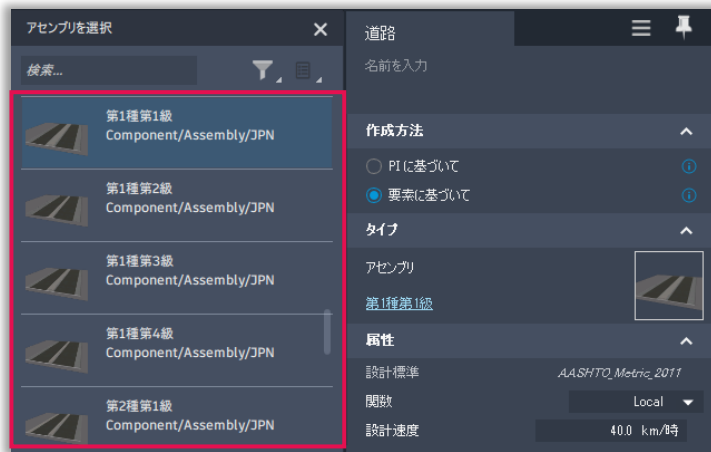 アセンブリを選択
検索...
第1種第1級
Component/Assembly/JPN
第1種第2級
Component/Assembly/JPN
第1種第3級
Component/Assembly/JPN
第1種第4級
Component/Assembly/JPN
第2種第1級
Component/Assembly/JPN
道路
名前を入力
作成方法
PIに基づいて
要素に基づいて
タイプ
アセンブリ
第1種第1級
属性
設計標準 AASHTO_Metric_2011
関数 Local
設計速度 40.0 km/時